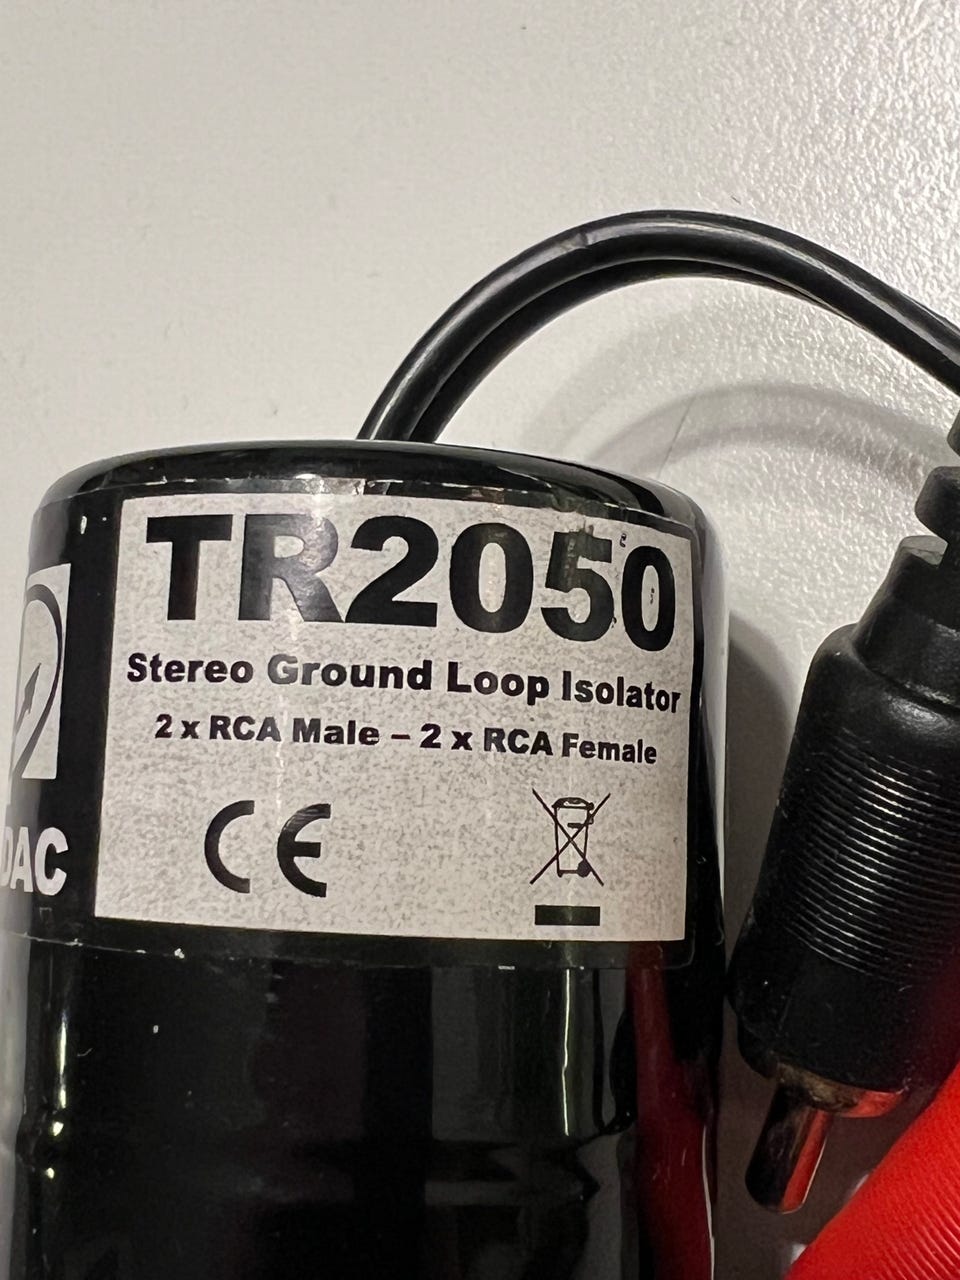 TR2050
Stereo Ground Loop Isolator
2 x RCA Male – 2 x RCA Female
CE
DAC